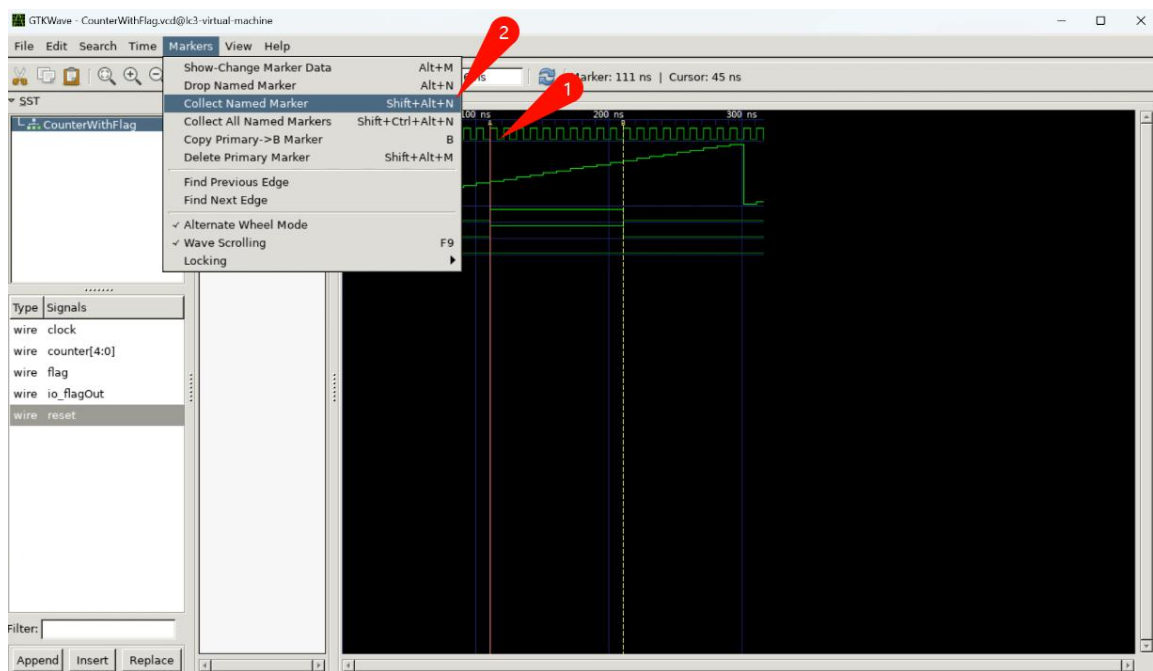 GTKWave - CounterWithFlag.vcd@lc3-virtual-machine
File Edit Search Time Markers View Help
Marker: 111 ns | Cursor: 45 ns
2
1
Show-Change Marker Data Alt+M
Drop Named Marker Alt+N
Collect Named Marker Shift+Alt+N
Collect All Named Markers Shift+Ctrl+Alt+N
Copy Primary->B Marker B
Delete Primary Marker Shift+Alt+M
Find Previous Edge
Find Next Edge
✓ Alternate Wheel Mode
✓ Wave Scrolling F9
Locking
SST
CounterWithFlag
100 ns 200 ns 300 ns
Type Signals
wire clock
wire counter[4:0]
wire flag
wire io_flagOut
wire reset
Filter:
Append Insert Replace